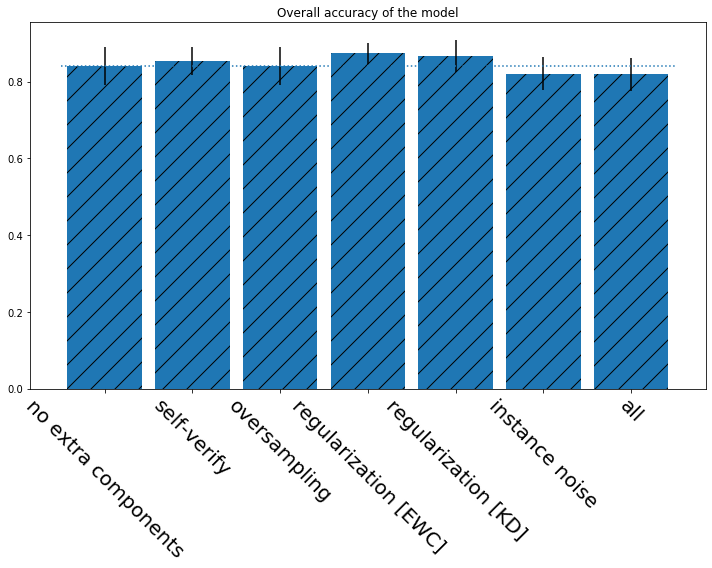 Overall accuracy of the model
0.8
0.6
0.4
0.2
0.0
no extra components
self-verify
oversampling
regularization [EWC]
regularization [KD]
instance noise
all